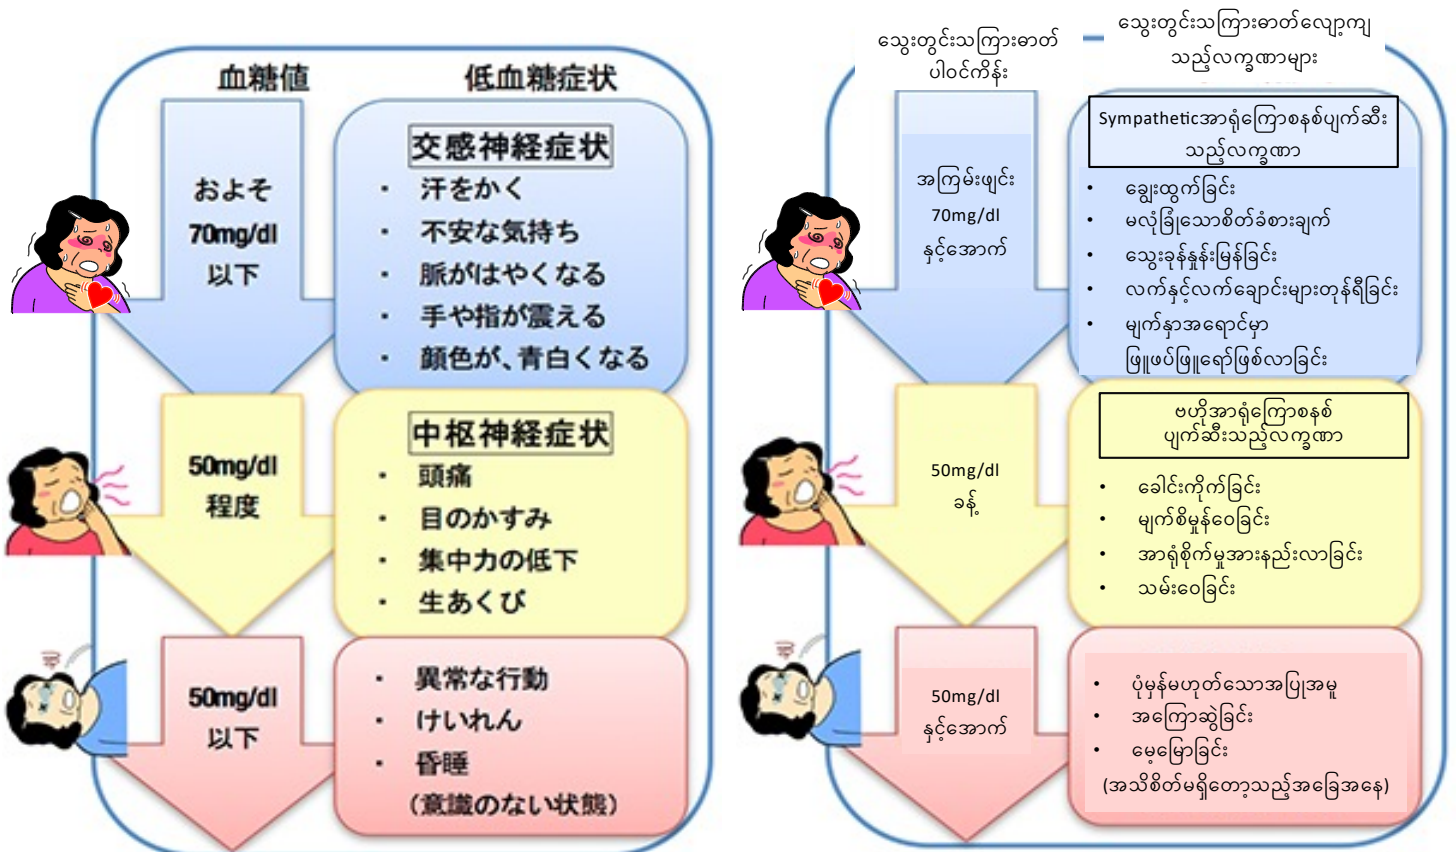 血糖値
低血糖症状
およそ
70mg/dl
以下
交感神経症状
・ 汗をかく
・ 不安な気持ち
・ 脈がはやくなる
・ 手や指が震える
・ 顔色が、青白くなる
50mg/dl
程度
中枢神経症状
・ 頭痛
・ 目のかすみ
・ 集中力の低下
・ 生あくび
50mg/dl
以下
・ 異常な行動
・ けいれん
・ 昏睡
(意識のない状態)
သွေးတွင်းသကြားဓာတ်
ပါဝင်ကိန်း
သွေးတွင်းသကြားဓာတ်လျော့ကျ
သည့်လက္ခဏာများ
အကြမ်းဖျင်း
70mg/dl
နှင့်အောက်
Sympatheticအာရုံကြောစနစ်ပျက်ဆီး
သည့်လက္ခဏာ
• ချွေးထွက်ခြင်း
• မလုံခြုံသောစိတ်ခံစားချက်
• သွေးခုန်နှုန်းမြန်ခြင်း
• လက်နှင့်လက်ချောင်းများတုန်ရီခြင်း
• မျက်နှာအရောင်မှာ
ဖြူဖပ်ဖြူရော်ဖြစ်လာခြင်း
50mg/dl
ခန့်
ဗဟိုအာရုံကြောစနစ်
ပျက်ဆီးသည့်လက္ခဏာ
• ခေါင်းကိုက်ခြင်း
• မျက်စိမှုန်ဝေခြင်း
• အာရုံစိုက်မှုအားနည်းလာခြင်း
• သမ်းဝေခြင်း
50mg/dl
နှင့်အောက်
• ပုံမှန်မဟုတ်သောအပြုအမူ
• အကြောဆွဲခြင်း
• မေ့မြောခြင်း
(အသိစိတ်မရှိတော့သည့်အခြေအနေ)